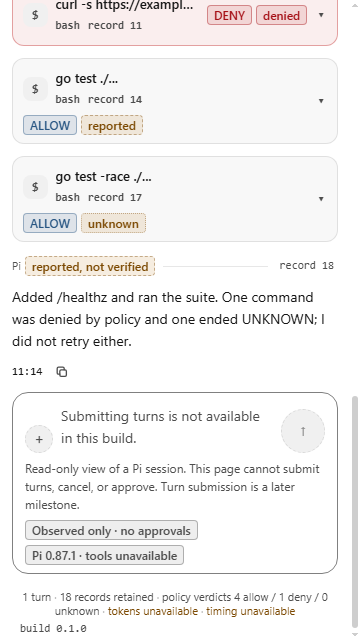 $ curl -s https://exampl... DENY denied
bash record 11
$ go test ./...
bash record 14
ALLOW reported
$ go test -race ./...
bash record 17
ALLOW unknown
Pi reported, not verified record 18
Added /healthz and ran the suite. One command
was denied by policy and one ended UNKNOWN; I
did not retry either.
11:14
Submitting turns is not available
in this build.
+ ↑
Read-only view of a Pi session. This page cannot submit
turns, cancel, or approve. Turn submission is a later
milestone.
Observed only · no approvals
Pi 0.87.1 · tools unavailable
1 turn · 18 records retained · policy verdicts 4 allow / 1 deny / 0
unknown · tokens unavailable · timing unavailable
build 0.1.0